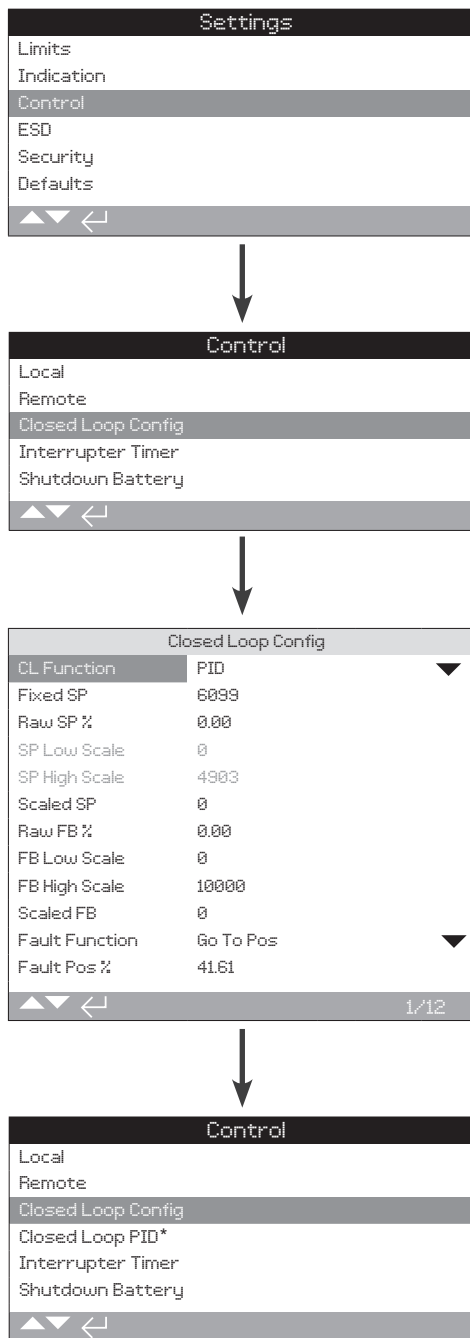 Settings
Limits
Indication
Control
ESD
Security
Defaults
Control
Local
Remote
Closed Loop Config
Interrupter Timer
Shutdown Battery
Closed Loop Config
CL Function PID
Fixed SP 6099
Raw SP % 0.00
SP Low Scale 0
SP High Scale 4903
Scaled SP 0
Raw FB % 0.00
FB Low Scale 0
FB High Scale 10000
Scaled FB 0
Fault Function Go To Pos
Fault Pos % 41.61
1/12
Control
Local
Remote
Closed Loop Config
Closed Loop PID*
Interrupter Timer
Shutdown Battery